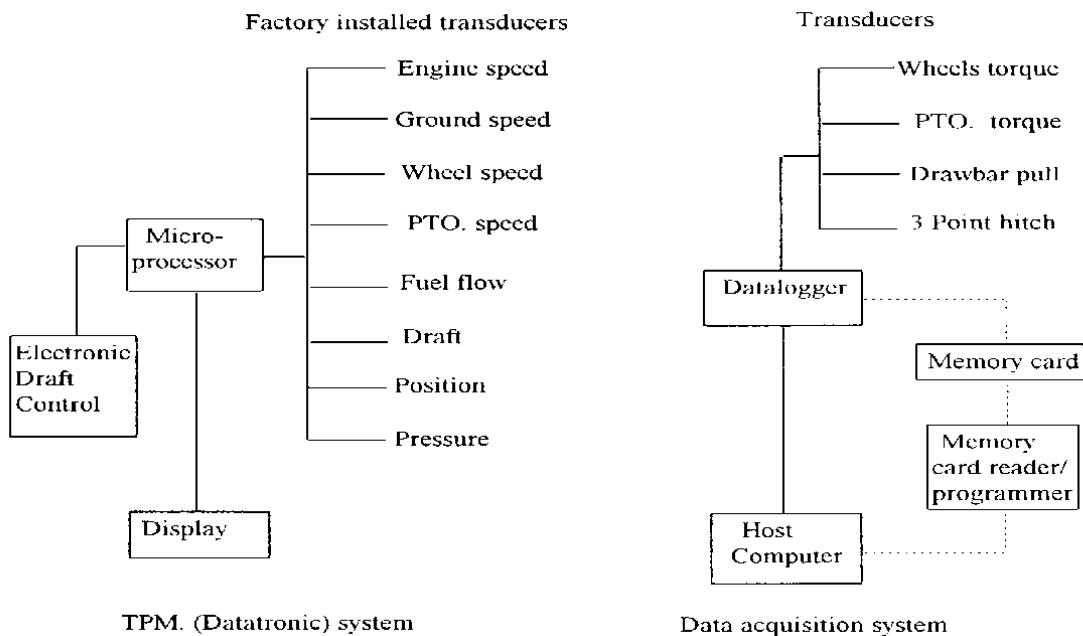 Factory installed transducers
Engine speed
Ground speed
Wheel speed
PTO. speed
Fuel flow
Draft
Position
Pressure
Micro-
processor
Electronic
Draft
Control
Display
TPM. (Datatronic) system
Transducers
Wheels torque
PTO. torque
Drawbar pull
3 Point hitch
Datalogger
Memory card
Memory
card reader/
programmer
Host
Computer
Data acquisition system